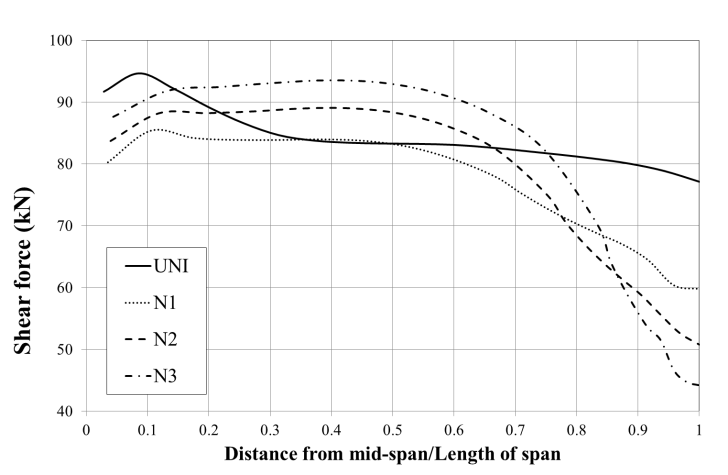 100
90
80
70
60
50
40
Shear force (kN)
UNI
N1
N2
N3
0 0.1 0.2 0.3 0.4 0.5 0.6 0.7 0.8 0.9 1
Distance from mid-span/Length of span